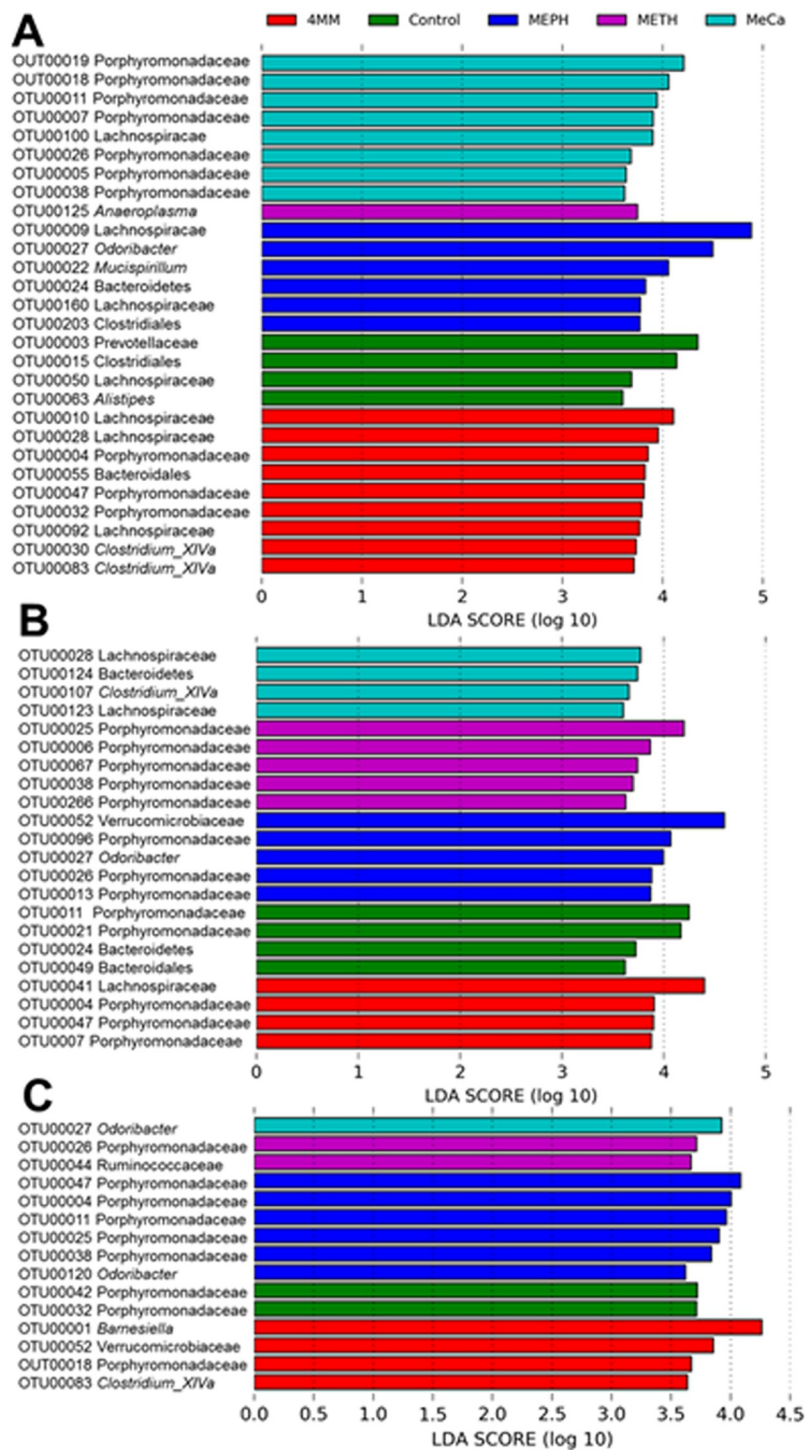 A
4MM Control MEPH METH MeCa
OUT00019 Porphyromonadaceae
OUT00018 Porphyromonadaceae
OTU00011 Porphyromonadaceae
OTU00007 Porphyromonadaceae
OTU00100 Lachnospiracae
OTU00026 Porphyromonadaceae
OTU00005 Porphyromonadaceae
OTU00038 Porphyromonadaceae
OTU00125 Anaeroplasma
OTU00009 Lachnospiracae
OTU00027 Odoribacter
OTU00022 Mucispirillum
OTU00024 Bacteroidetes
OTU00160 Lachnospiraceae
OTU00203 Clostridiales
OTU00003 Prevotellaceae
OTU00015 Clostridiales
OTU00050 Lachnospiraceae
OTU00063 Alistipes
OTU00010 Lachnospiraceae
OTU00028 Lachnospiraceae
OTU00004 Porphyromonadaceae
OTU00055 Bacteroidales
OTU00047 Porphyromonadaceae
OTU00032 Porphyromonadaceae
OTU00092 Lachnospiraceae
OTU00030 Clostridium_XIVa
OTU00083 Clostridium_XIVa
0 1 2 3 4 5
LDA SCORE (log 10)
B
OTU00028 Lachnospiraceae
OTU00124 Bacteroidetes
OTU00107 Clostridium_XIVa
OTU00123 Lachnospiraceae
OTU00025 Porphyromonadaceae
OTU00006 Porphyromonadaceae
OTU00067 Porphyromonadaceae
OTU00038 Porphyromonadaceae
OTU00266 Porphyromonadaceae
OTU00052 Verrucomicrobiaceae
OTU00096 Porphyromonadaceae
OTU00027 Odoribacter
OTU00026 Porphyromonadaceae
OTU00013 Porphyromonadaceae
OTU0011 Porphyromonadaceae
OTU00021 Porphyromonadaceae
OTU00024 Bacteroidetes
OTU00049 Bacteroidales
OTU00041 Lachnospiraceae
OTU00004 Porphyromonadaceae
OTU00047 Porphyromonadaceae
OTU0007 Porphyromonadaceae
0 1 2 3 4 5
LDA SCORE (log 10)
C
OTU00027 Odoribacter
OTU00026 Porphyromonadaceae
OTU00044 Ruminococcaceae
OTU00047 Porphyromonadaceae
OTU00004 Porphyromonadaceae
OTU00011 Porphyromonadaceae
OTU00025 Porphyromonadaceae
OTU00038 Porphyromonadaceae
OTU00120 Odoribacter
OTU00042 Porphyromonadaceae
OTU00032 Porphyromonadaceae
OTU00001 Barnesiella
OTU00052 Verrucomicrobiaceae
OUT00018 Porphyromonadaceae
OTU00083 Clostridium_XIVa
0.0 0.5 1.0 1.5 2.0 2.5 3.0 3.5 4.0 4.5
LDA SCORE (log 10)